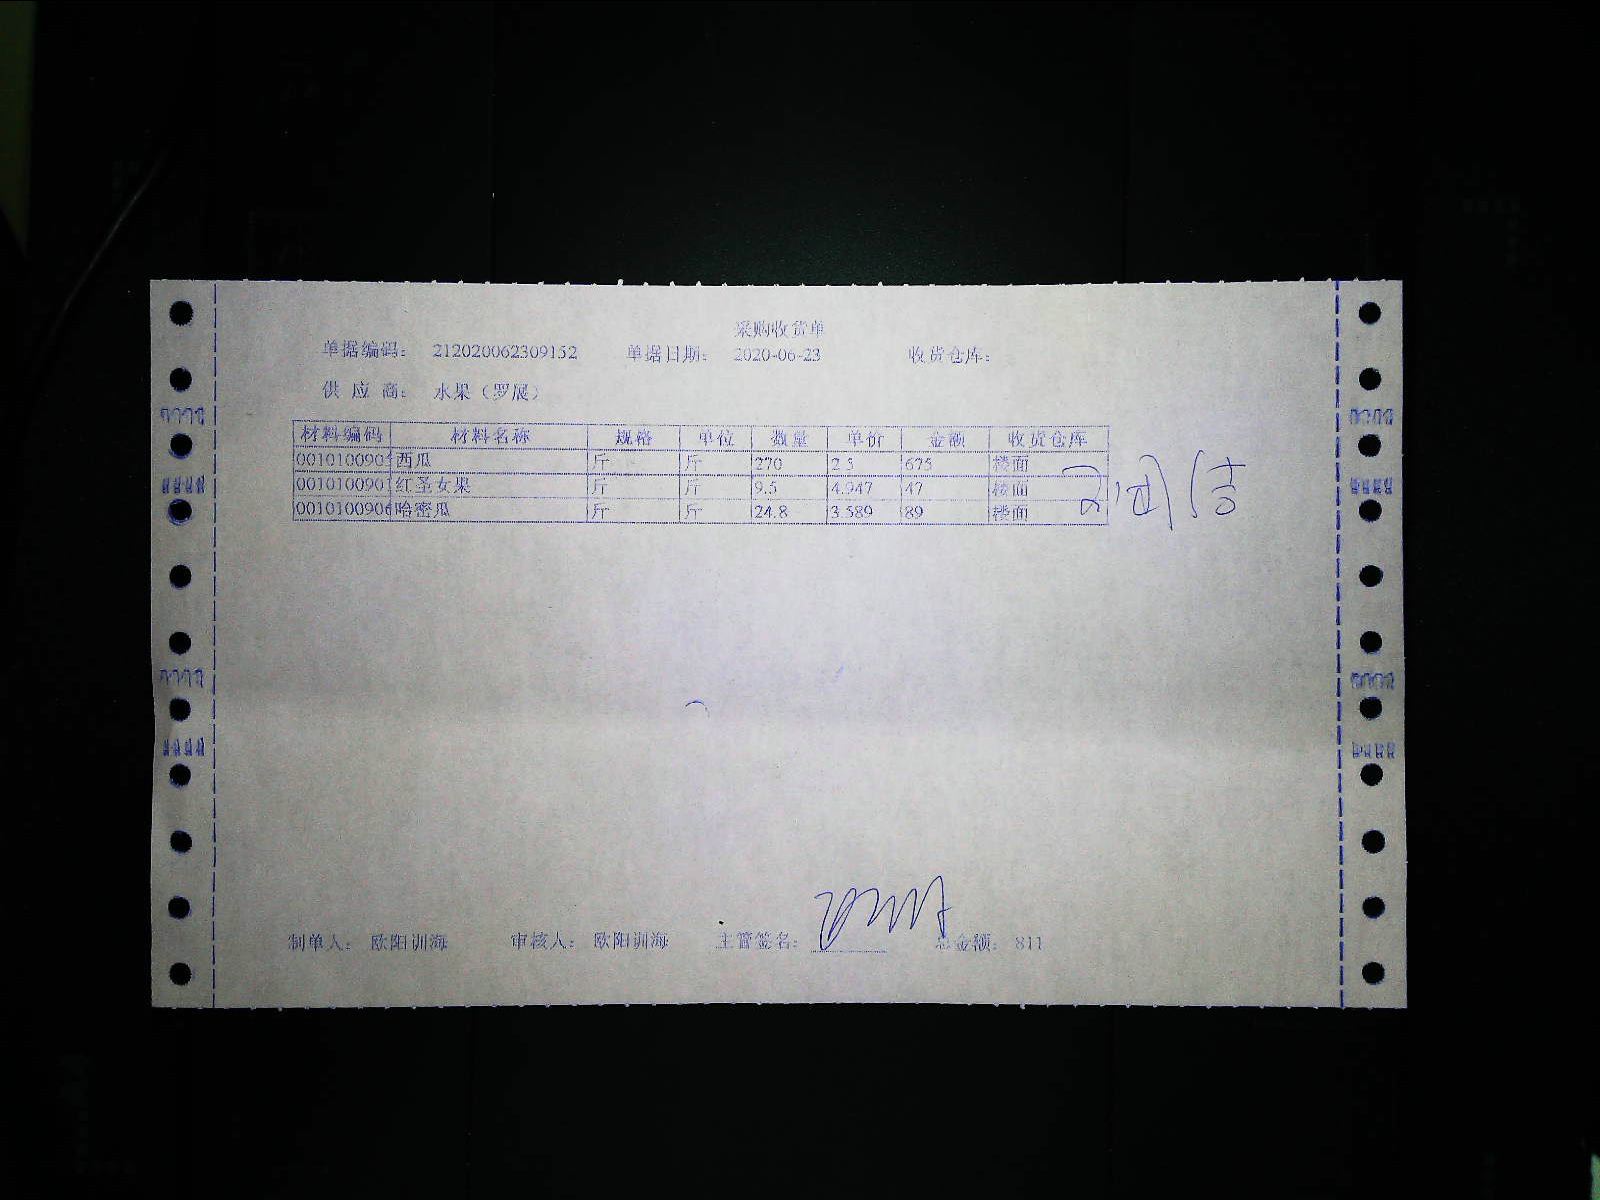 采购收货单
单据编码： 212020062309152 单据日期： 2020-06-23 收货仓库：
供 应 商： 水果（罗展）
材料编码 材料名称 规格 单位 数量 单价 金额 收货仓库
001010090 西瓜 斤 斤 270 2.5 675 楼面
001010090 红圣女果 斤 斤 9.5 4.947 47 楼面
001010090 哈密瓜 斤 斤 24.8 3.589 89 楼面
制单人： 欧阳训海 审核人： 欧阳训海 主管签名： 总金额： 811